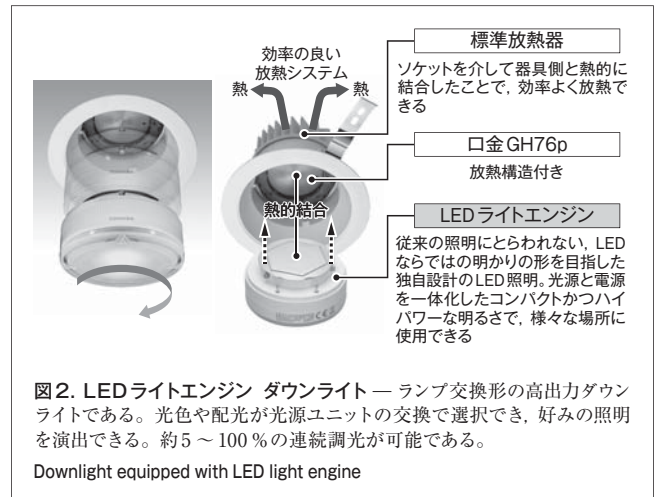 効率の良い
放熱システム
熱
熱
熱的結合
標準放熱器
ソケットを介して器具側と熱的に
結合したことで, 効率よく放熱で
きる
口金GH76p
放熱構造付き
LEDライトエンジン
従来の照明にとらわれない, LED
ならではの明かりの形を目指した
独自設計のLED照明。光源と電源
を一体化したコンパクトかつハイ
パワーな明るさで, 様々な場所に
使用できる
図2. LEDライトエンジン ダウンライト — ランプ交換形の高出力ダウン
ライトである。光色や配光が光源ユニットの交換で選択でき, 好みの照明
を演出できる。約5〜100%の連続調光が可能である。
Downlight equipped with LED light engine